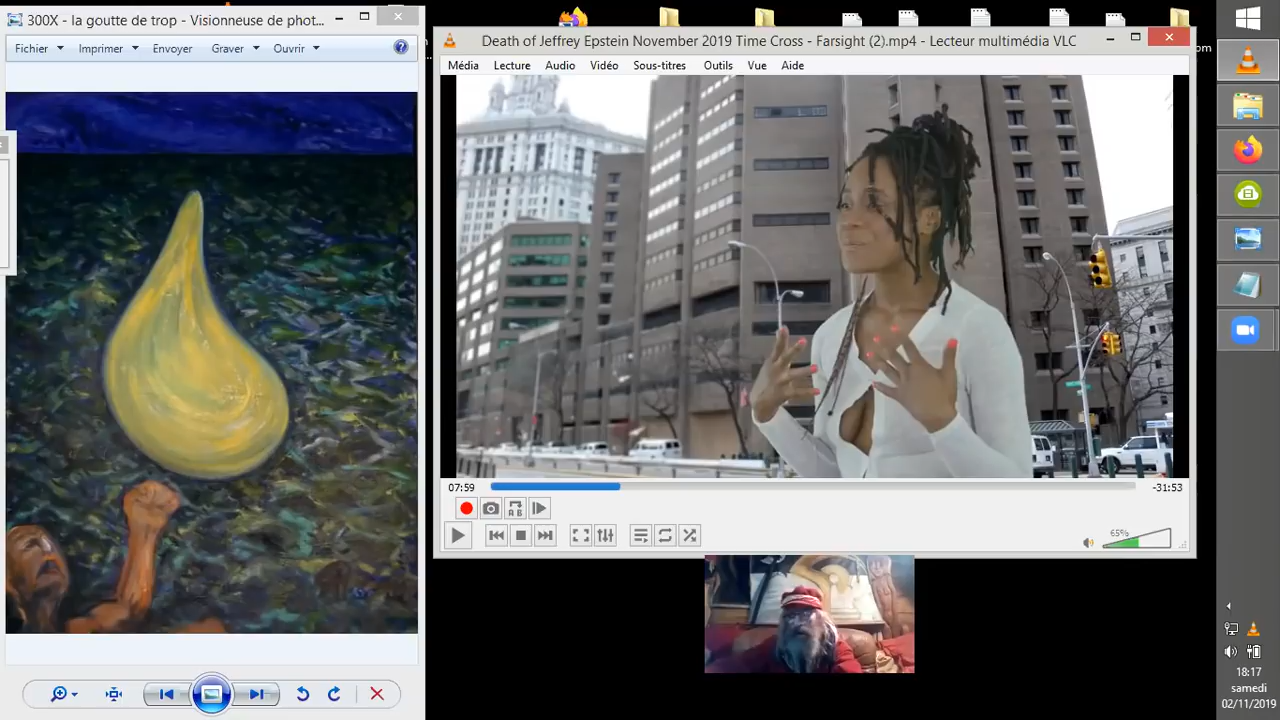 300X - la goutte de trop - Visionneuse de phot...
Fichier Imprimer Envoyer Graver Ouvrir
Death of Jeffrey Epstein November 2019 Time Cross - Farsight (2).mp4 - Lecteur multimédia VLC
Média Lecture Audio Vidéo Sous-titres Outils Vue Aide
07:59 -31:53
A B
65%
18:17
samedi
02/11/2019